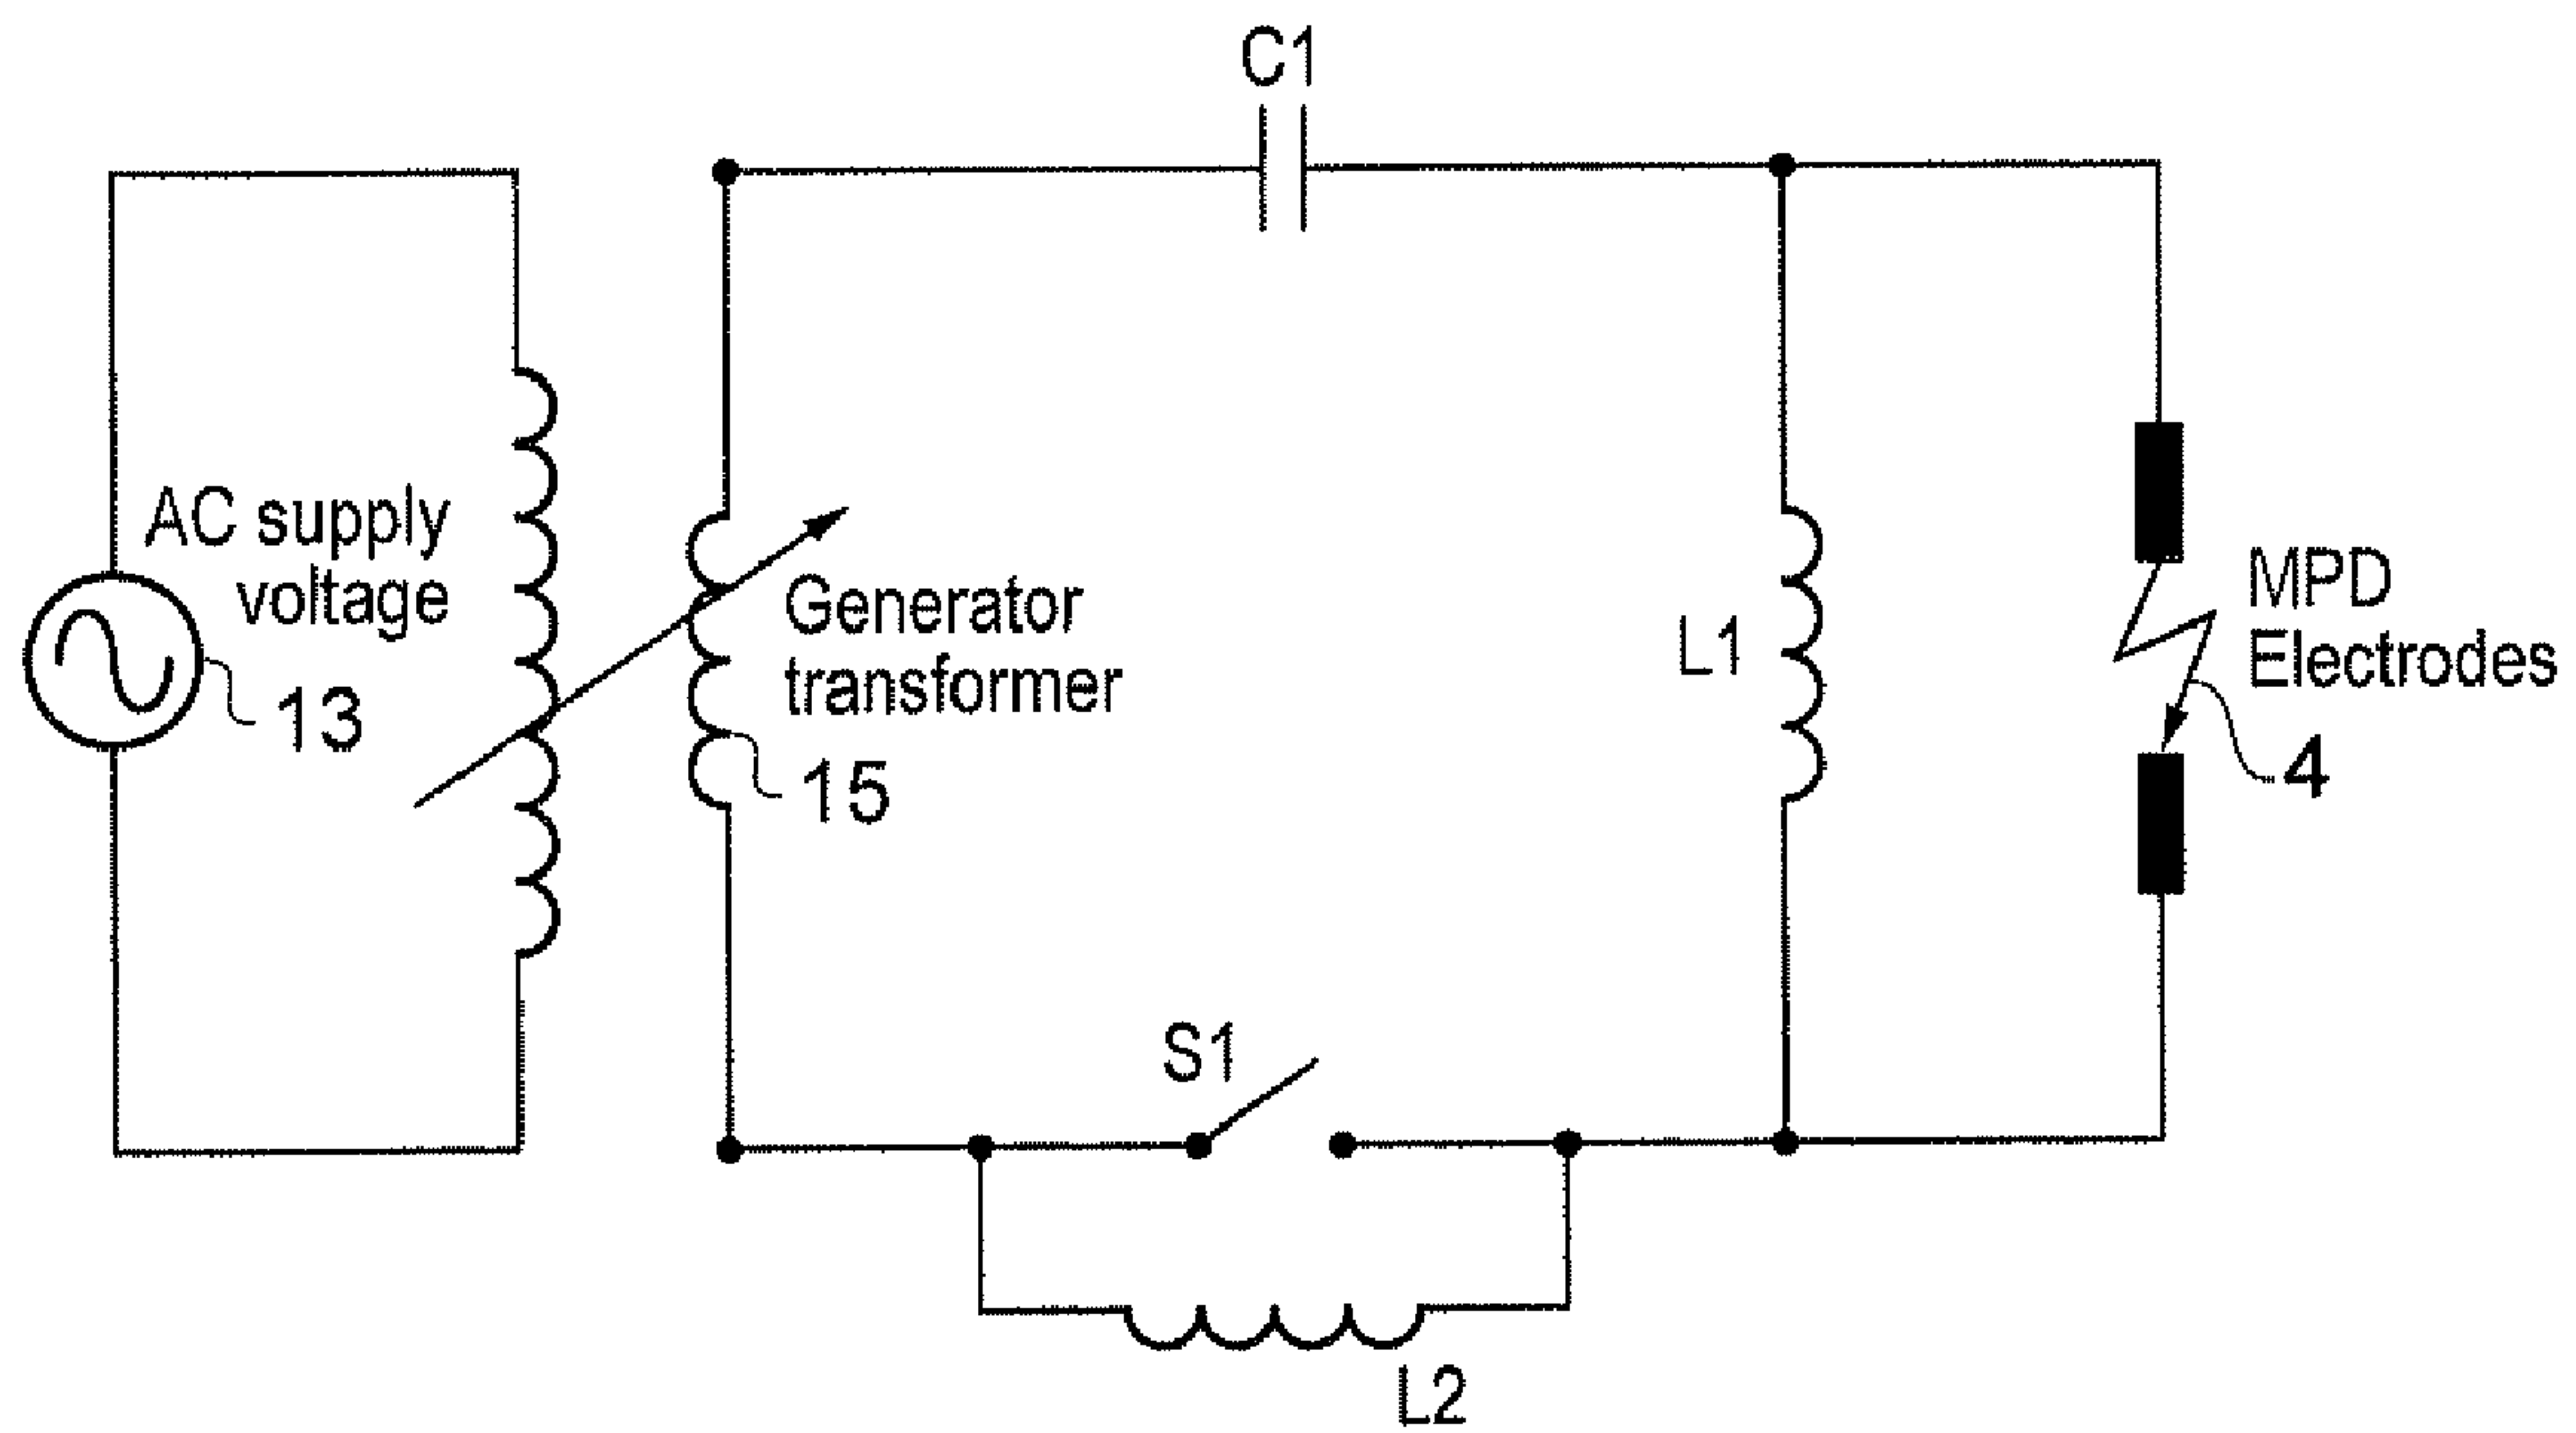 C1
AC supply
voltage
13
Generator
transformer
15
L1
MPD
Electrodes
4
S1
L2